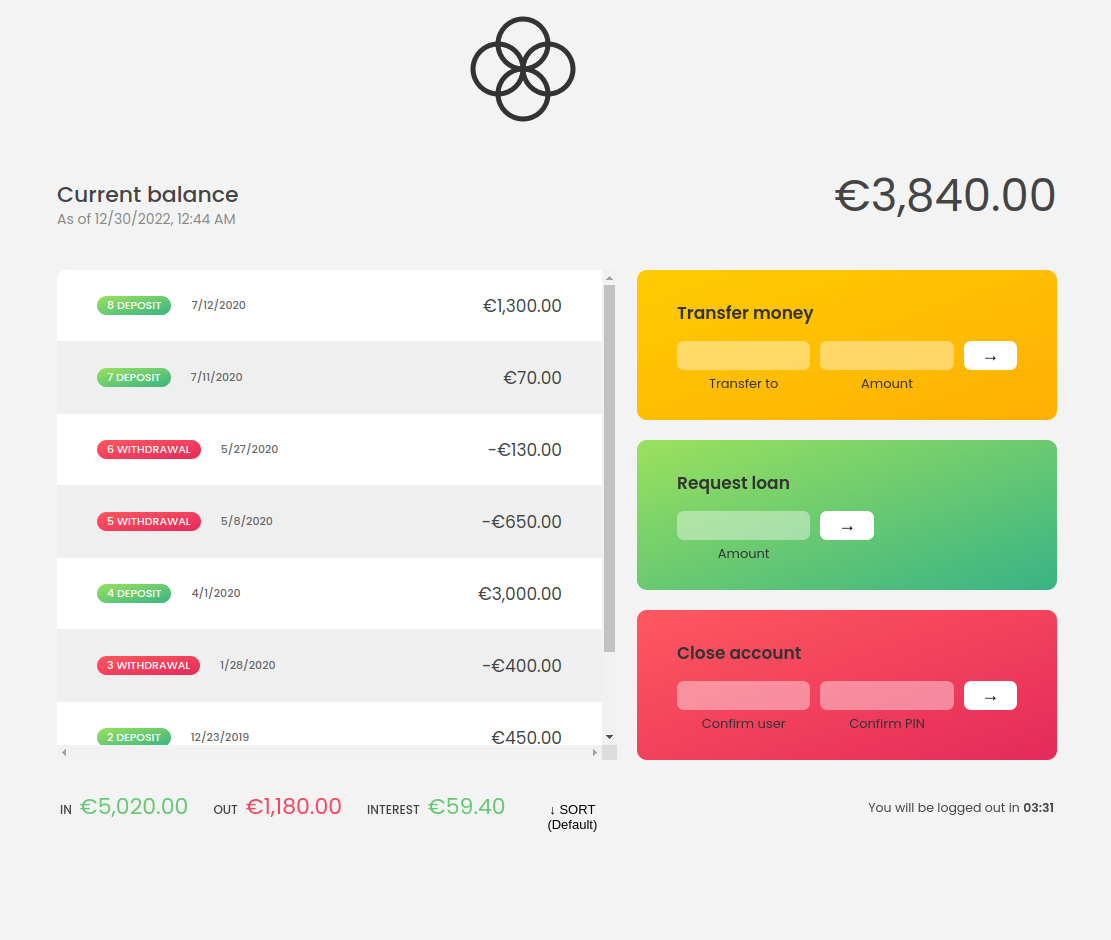 Current balance
As of 12/30/2022, 12:44 AM
€3,840.00
8 DEPOSIT 7/12/2020 €1,300.00
7 DEPOSIT 7/11/2020 €70.00
6 WITHDRAWAL 5/27/2020 -€130.00
5 WITHDRAWAL 5/8/2020 -€650.00
4 DEPOSIT 4/1/2020 €3,000.00
3 WITHDRAWAL 1/28/2020 -€400.00
2 DEPOSIT 12/23/2019 €450.00
Transfer money
→
Transfer to Amount
Request loan
→
Amount
Close account
→
Confirm user Confirm PIN
IN €5,020.00 OUT €1,180.00 INTEREST €59.40
↓ SORT
(Default)
You will be logged out in 03:31